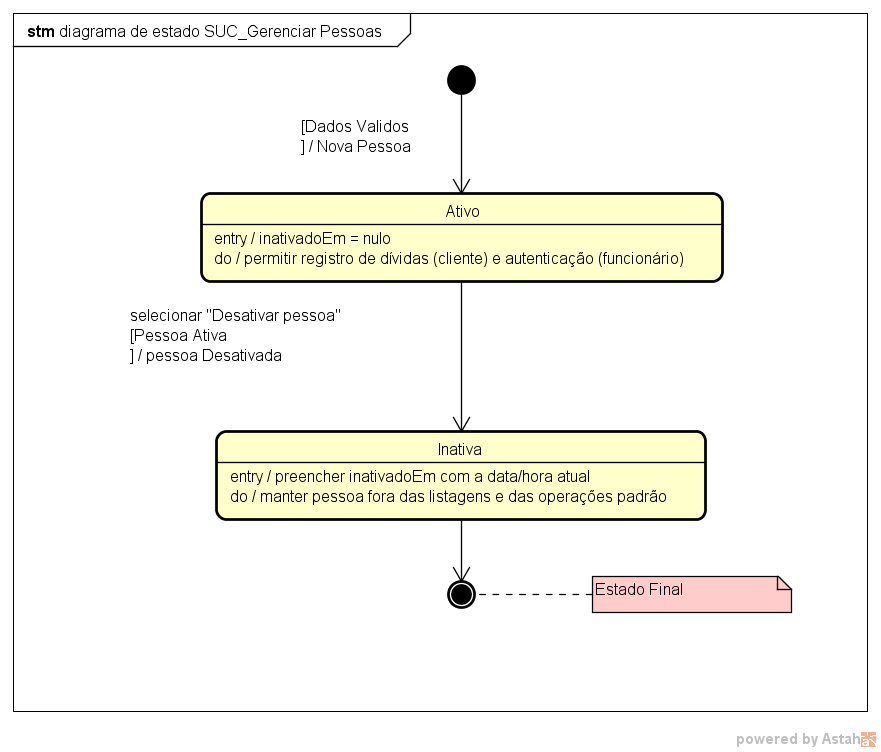 stm diagrama de estado SUC_Gerenciar Pessoas
[Dados Validos
] / Nova Pessoa
Ativo
entry / inativadoEm = nulo
do / permitir registro de dívidas (cliente) e autenticação (funcionário)
selecionar "Desativar pessoa"
[Pessoa Ativa
] / pessoa Desativada
Inativa
entry / preencher inativadoEm com a data/hora atual
do / manter pessoa fora das listagens e das operações padrão
Estado Final
powered by Astah